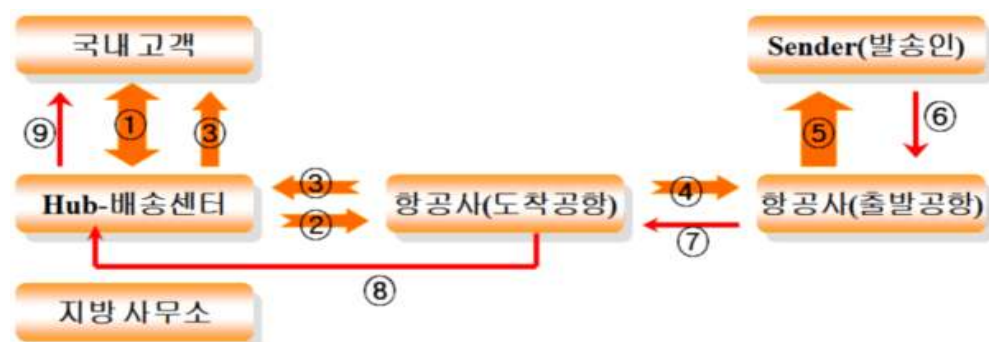 국내 고객
Sender(발송인)
⑨ ① ③ ⑤ ⑥
Hub-배송센터
③
②
항공사(도착공항)
④
⑦
항공사(출발공항)
⑧
지방 사무소